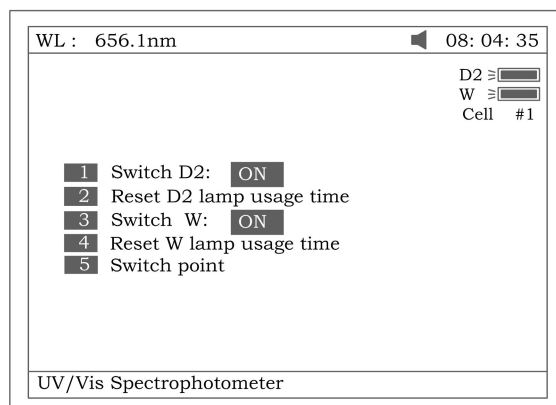 WL : 656.1nm 08: 04: 35
D2
W
Cell #1
1 Switch D2: ON
2 Reset D2 lamp usage time
3 Switch W: ON
4 Reset W lamp usage time
5 Switch point
UV/Vis Spectrophotometer